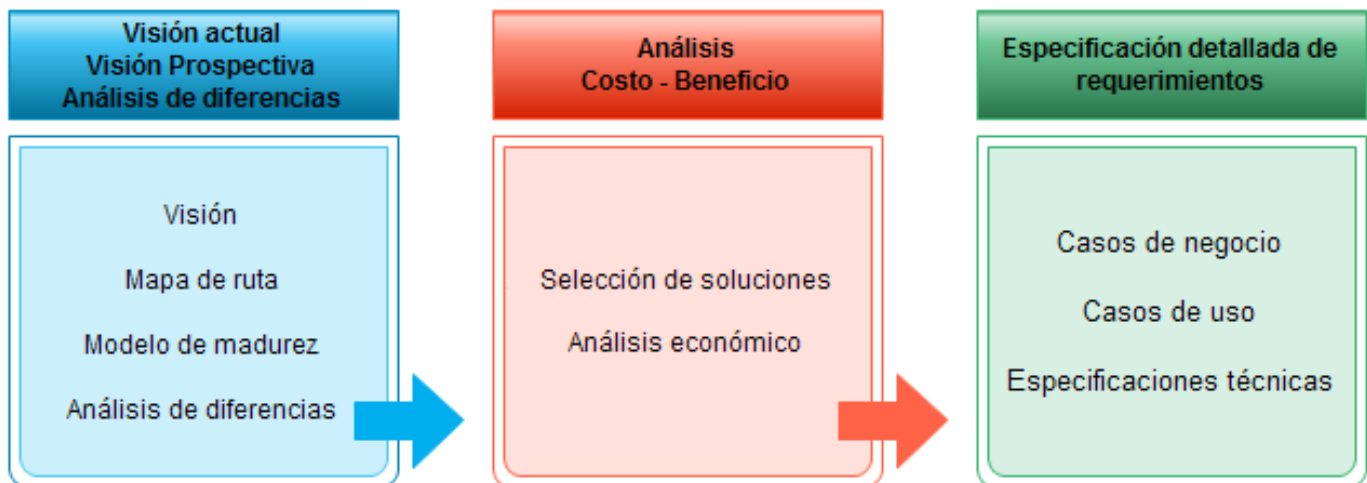 Visión actual
Visión Prospectiva
Análisis de diferencias
Visión
Mapa de ruta
Modelo de madurez
Análisis de diferencias
Análisis
Costo - Beneficio
Selección de soluciones
Análisis económico
Especificación detallada de
requerimientos
Casos de negocio
Casos de uso
Especificaciones técnicas